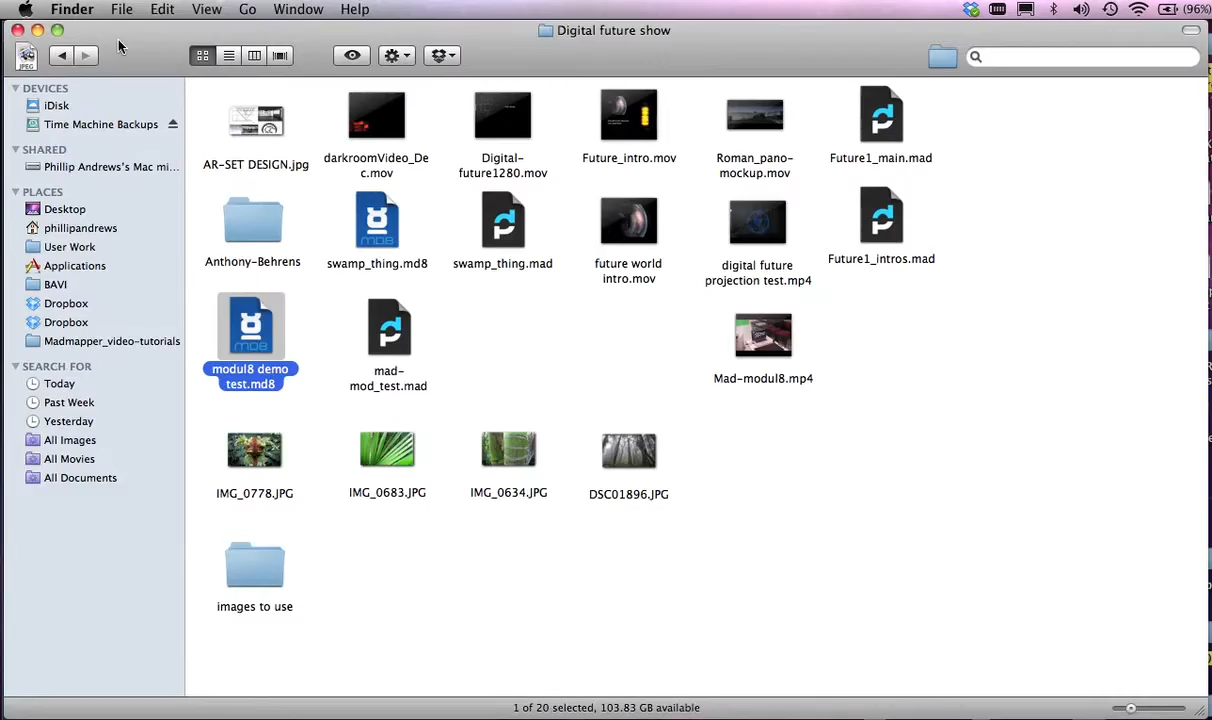 Finder File Edit View Go Window Help (96%)
Digital future show
JPEG
DEVICES
iDisk
Time Machine Backups
SHARED
Phillip Andrews's Mac mi...
PLACES
Desktop
phillipandrews
User Work
Applications
BAVI
Dropbox
Dropbox
Madmapper_video-tutorials
SEARCH FOR
Today
Past Week
Yesterday
All Images
All Movies
All Documents
AR-SET DESIGN.jpg
darkroomVideo_De
c.mov
Digital-
future1280.mov
Future_intro.mov
Roman_pano-
mockup.mov
Future1_main.mad
Anthony-Behrens
swamp_thing.md8
swamp_thing.mad
future world
intro.mov
digital future
projection test.mp4
Future1_intros.mad
modul8 demo
test.md8
mad-
mod_test.mad
Mad-modul8.mp4
IMG_0778.JPG
IMG_0683.JPG
IMG_0634.JPG
DSC01896.JPG
images to use
1 of 20 selected, 103.83 GB available